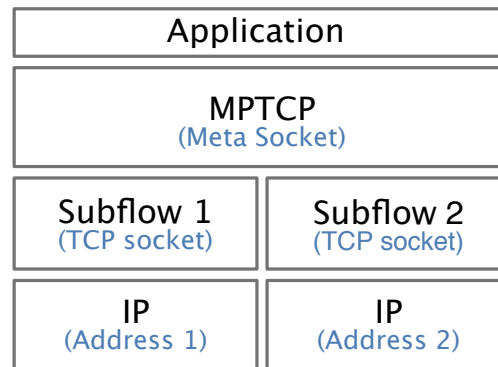 Application
MPTCP
(Meta Socket)
Subflow 1
(TCP socket)
Subflow 2
(TCP socket)
IP
(Address 1)
IP
(Address 2)